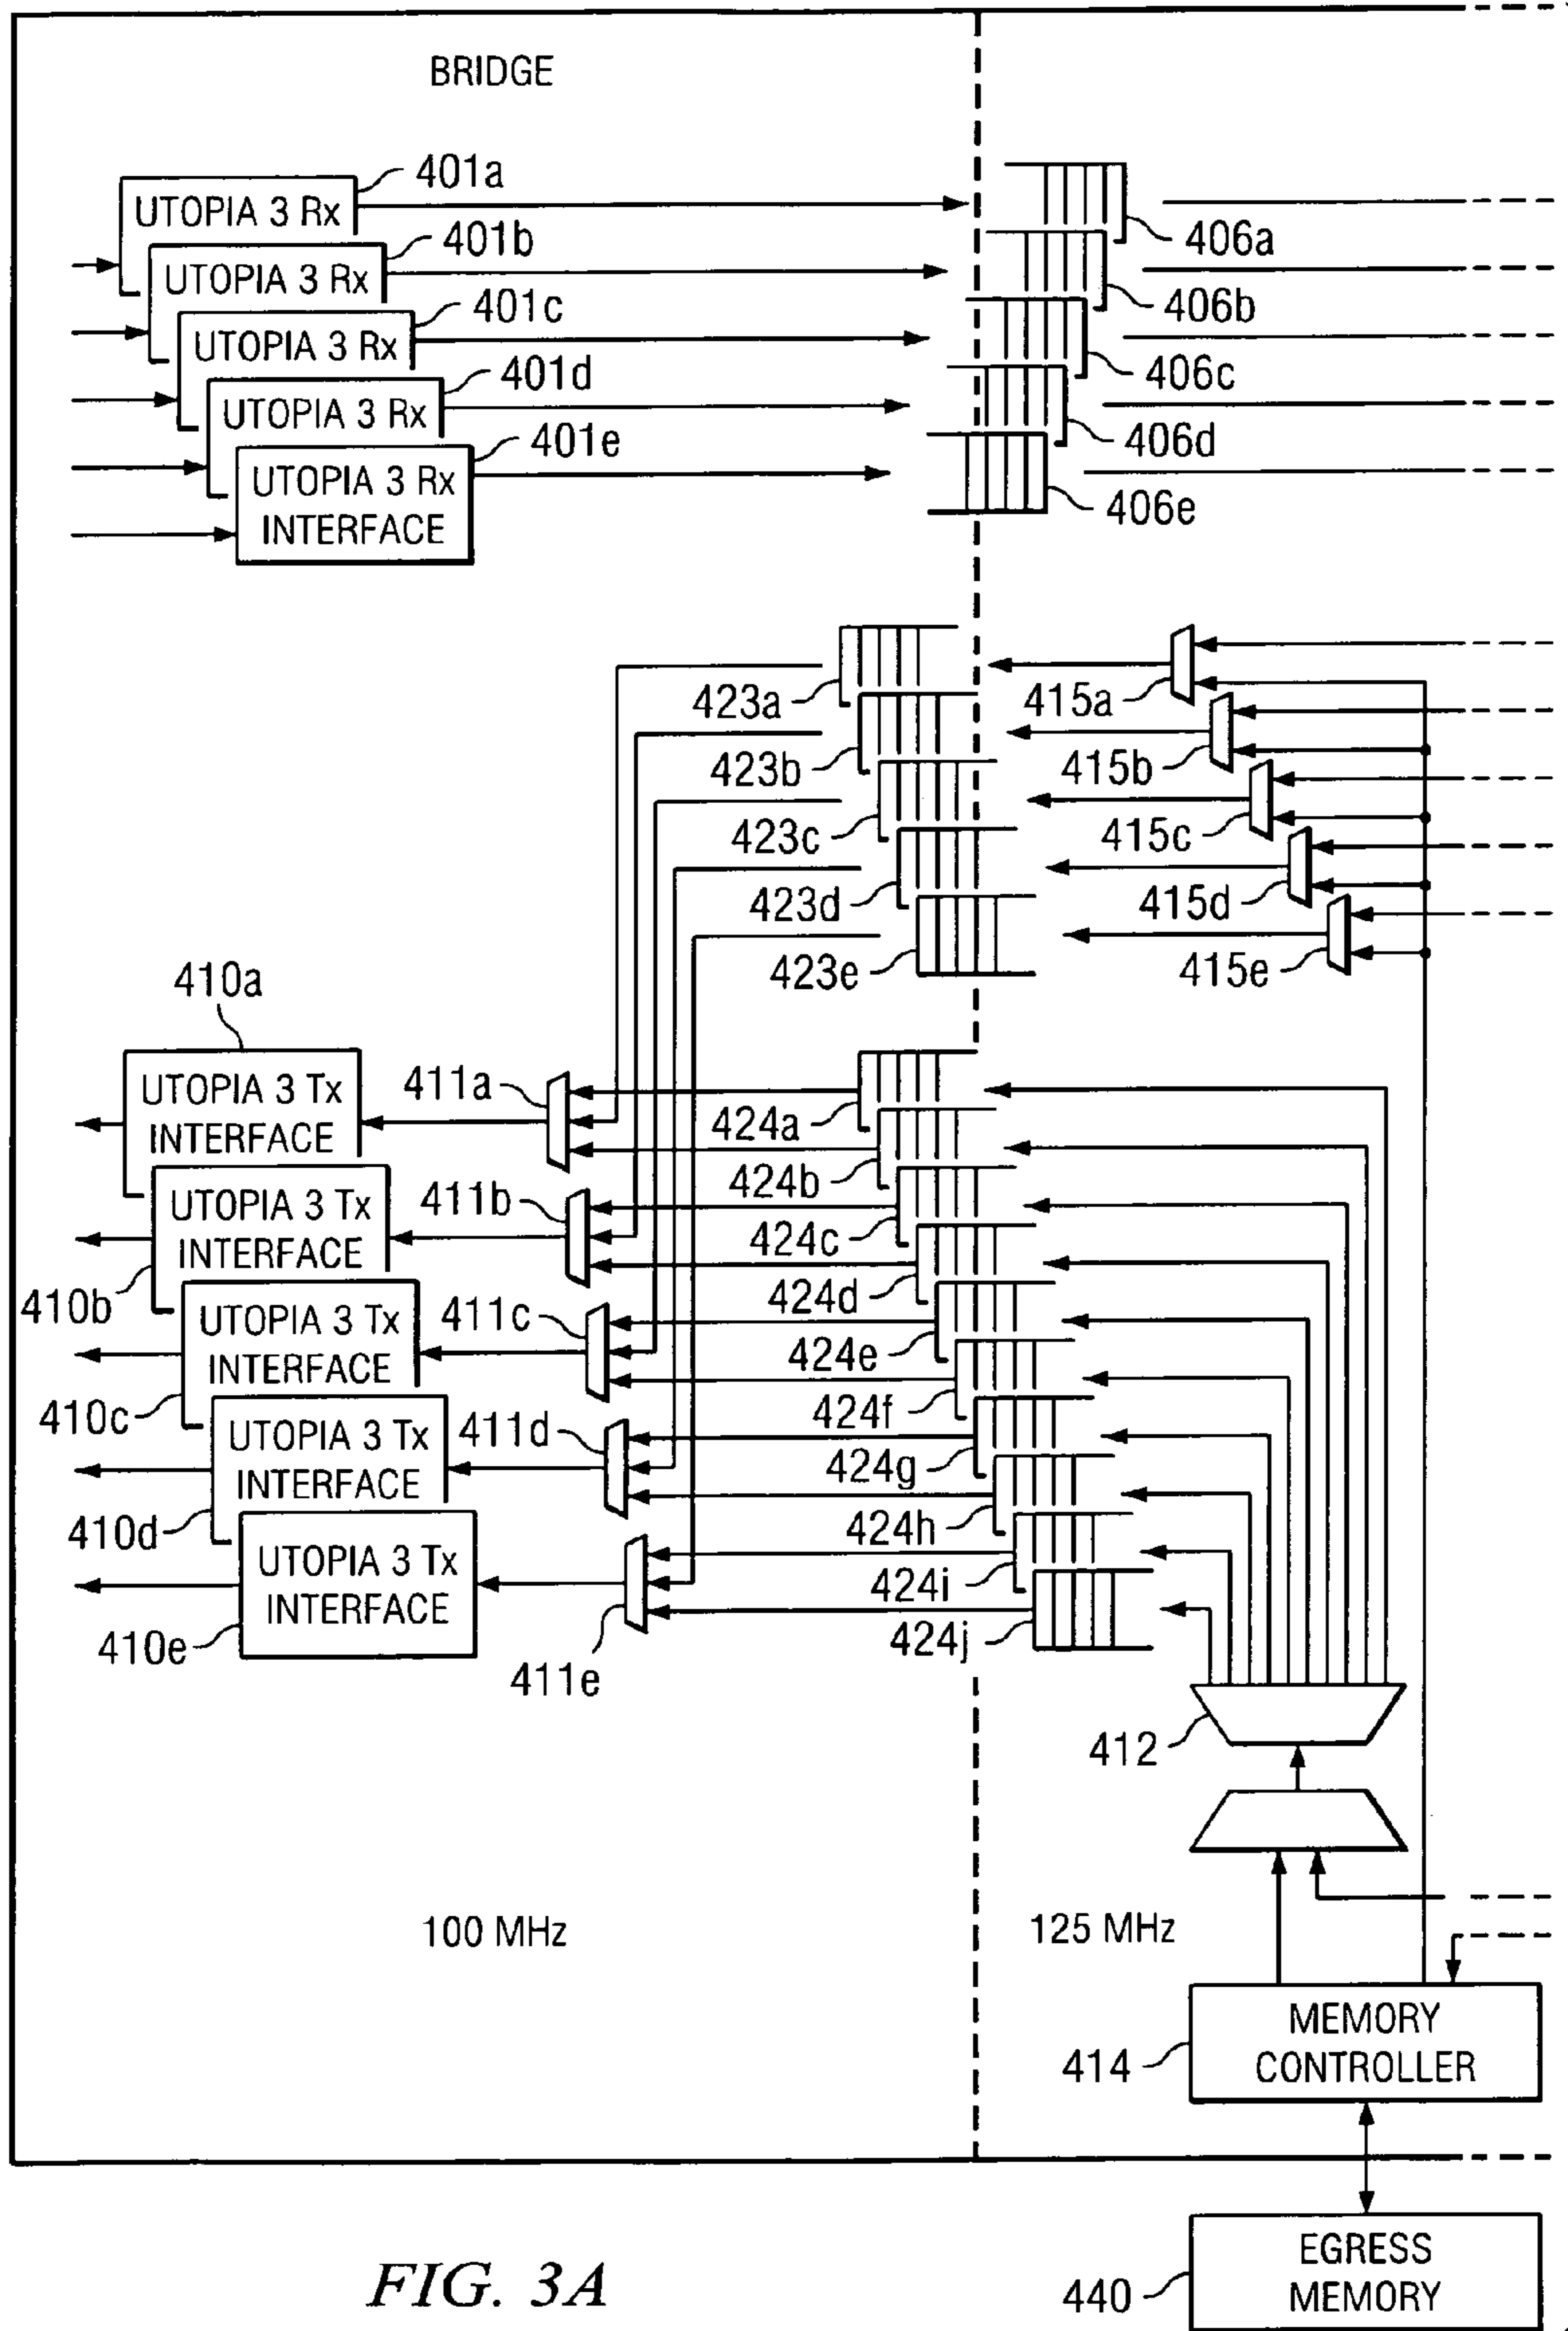 BRIDGE
401a
UTOPIA 3 Rx
401b
UTOPIA 3 Rx
406a
401c
UTOPIA 3 Rx
406b
401d
UTOPIA 3 Rx
406c
401e
UTOPIA 3 Rx
INTERFACE
406d
406e
423a
415a
423b
415b
423c
415c
423d
415d
423e
415e
410a
UTOPIA 3 Tx
INTERFACE
411a
424a
424b
UTOPIA 3 Tx
INTERFACE
411b
424c
410b
424d
UTOPIA 3 Tx
INTERFACE
411c
424e
410c
424f
UTOPIA 3 Tx
INTERFACE
411d
424g
410d
424h
UTOPIA 3 Tx
INTERFACE
424i
410e
411e
424j
412
100 MHz
125 MHz
MEMORY
CONTROLLER
414
EGRESS
MEMORY
440
FIG. 3A